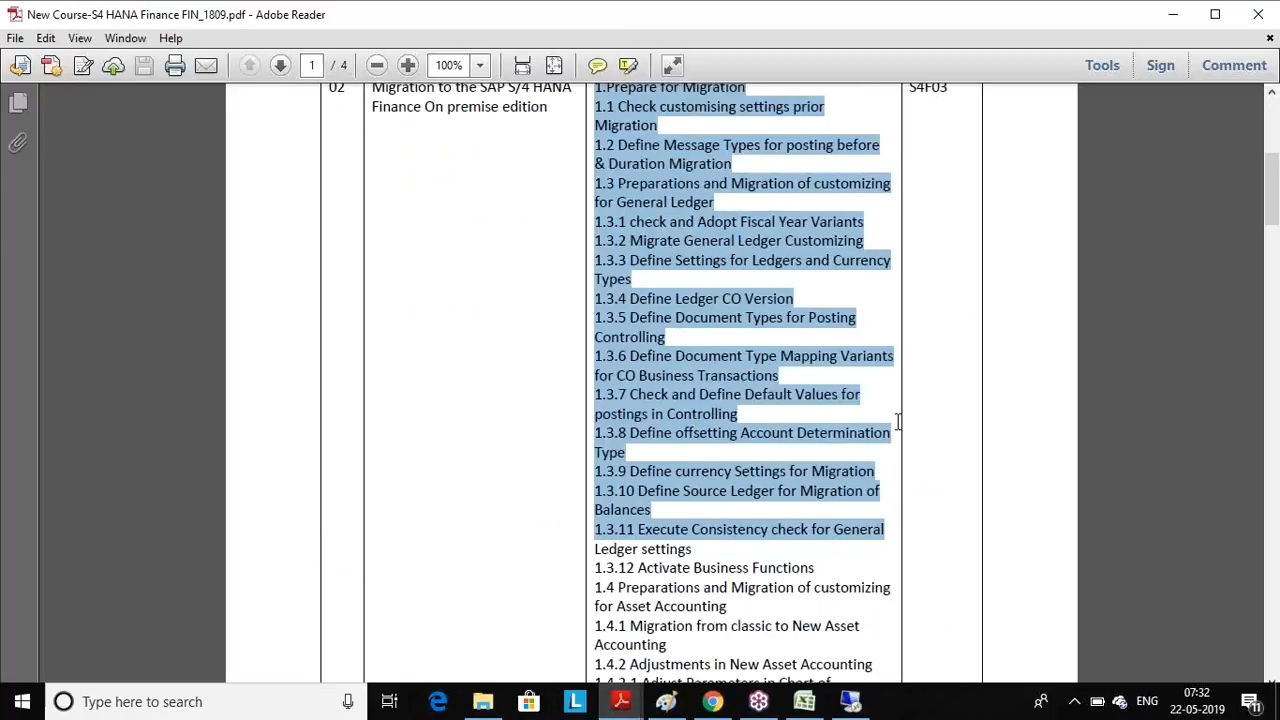 New Course-S4 HANA Finance FIN_1809.pdf - Adobe Reader
File Edit View Window Help
1 / 4 100% Tools Sign Comment
02 Migration to the SAP S/4 HANA
Finance On premise edition
1.Prepare for Migration
1.1 Check customising settings prior
Migration
1.2 Define Message Types for posting before
& Duration Migration
1.3 Preparations and Migration of customizing
for General Ledger
1.3.1 check and Adopt Fiscal Year Variants
1.3.2 Migrate General Ledger Customizing
1.3.3 Define Settings for Ledgers and Currency
Types
1.3.4 Define Ledger CO Version
1.3.5 Define Document Types for Posting
Controlling
1.3.6 Define Document Type Mapping Variants
for CO Business Transactions
1.3.7 Check and Define Default Values for
postings in Controlling
1.3.8 Define offsetting Account Determination
Type
1.3.9 Define currency Settings for Migration
1.3.10 Define Source Ledger for Migration of
Balances
1.3.11 Execute Consistency check for General
Ledger settings
1.3.12 Activate Business Functions
1.4 Preparations and Migration of customizing
for Asset Accounting
1.4.1 Migration from classic to New Asset
Accounting
1.4.2 Adjustments in New Asset Accounting
1.4.2.1 Adjust Parameters in Chart of
S4F03
Type here to search
ENG
07:32
22-05-2019
11